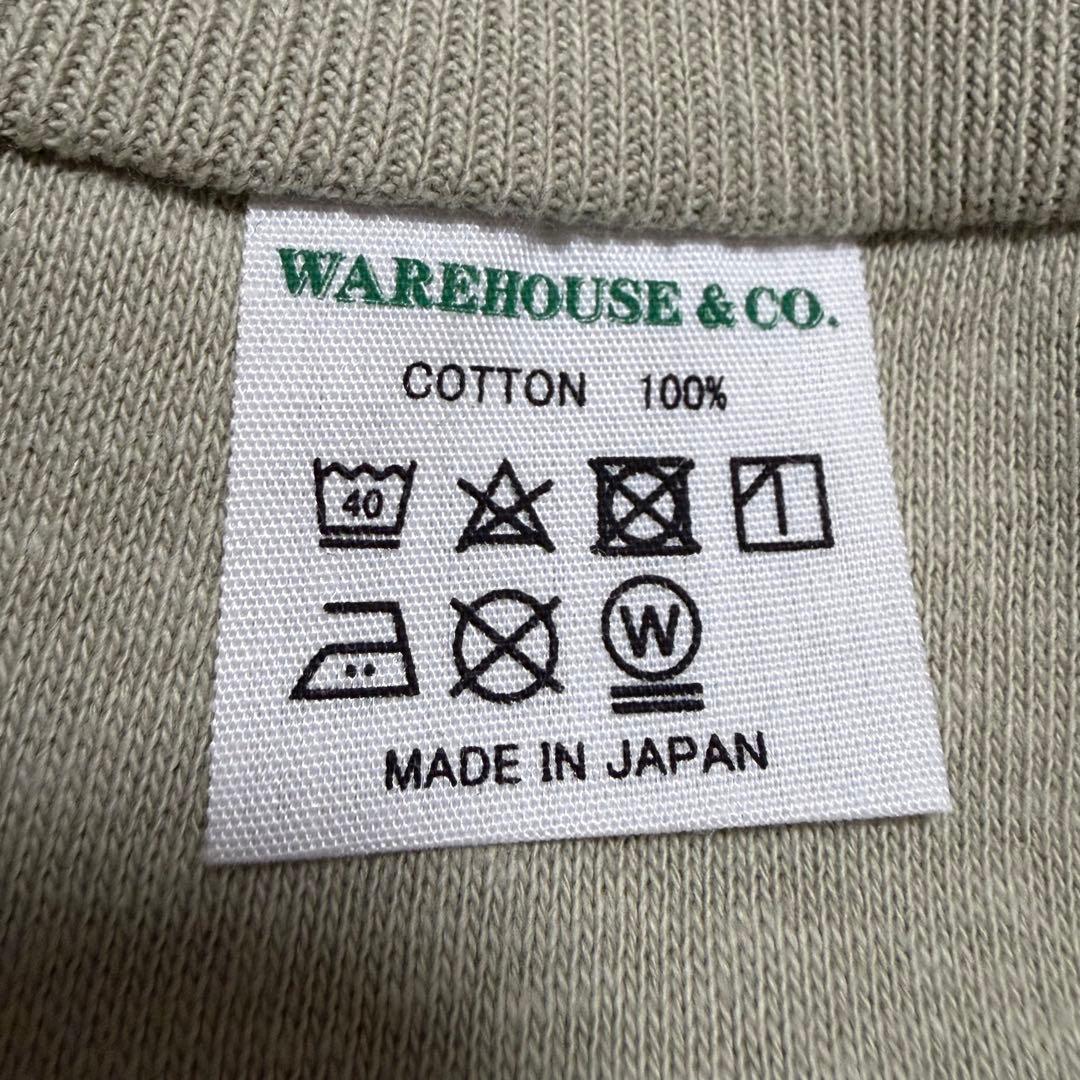 WAREHOUSE & CO.
COTTON 100%
40
W
MADE IN JAPAN